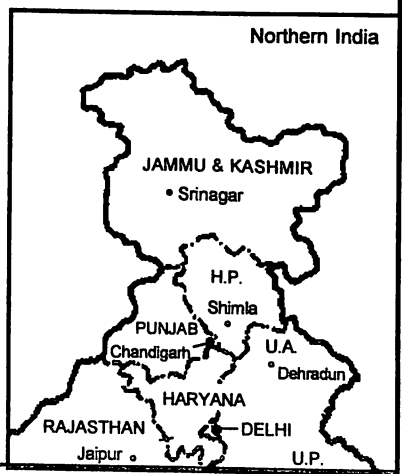 Northern India
JAMMU & KASHMIR
Srinagar
H.P.
Shimla
PUNJAB
Chandigarh
U.A.
Dehradun
HARYANA
RAJASTHAN
DELHI
Jaipur
U.P.